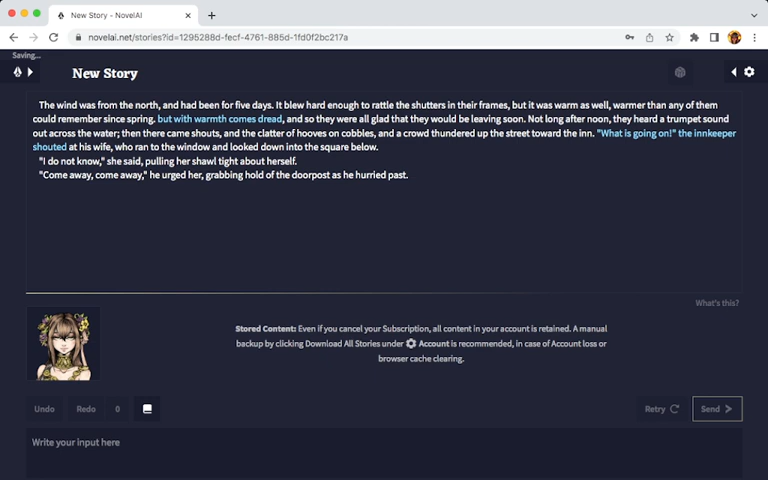 New Story - NovelAI
novelai.net/stories?id=1295288d-fecf-4761-885d-1fd0f2bc217a
Saving...
New Story
The wind was from the north, and had been for five days. It blew hard enough to rattle the shutters in their frames, but it was warm as well, warmer than any of them
could remember since spring. but with warmth comes dread, and so they were all glad that they would be leaving soon. Not long after noon, they heard a trumpet sound
out across the water; then there came shouts, and the clatter of hooves on cobbles, and a crowd thundered up the street toward the inn. "What is going on!" the innkeeper
shouted at his wife, who ran to the window and looked down into the square below.
"I do not know," she said, pulling her shawl tight about herself.
"Come away, come away," he urged her, grabbing hold of the doorpost as he hurried past.
What's this?
Stored Content: Even if you cancel your Subscription, all content in your account is retained. A manual
backup by clicking Download All Stories under Account is recommended, in case of Account loss or
browser cache clearing.
Undo Redo 0 Retry Send
Write your input here